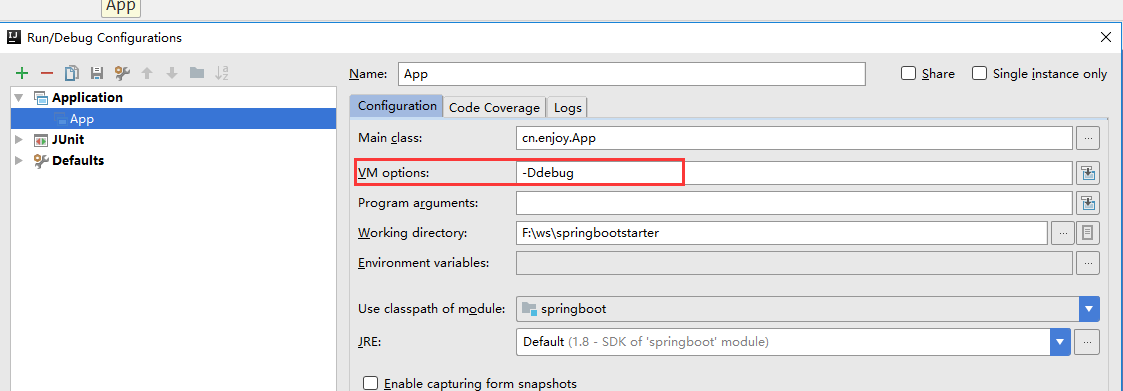 App
Run/Debug Configurations
Name: App
Share
Single instance only
Application
App
JUnit
Defaults
Configuration
Code Coverage
Logs
Main class: cn.enjoy.App
VM options: -Ddebug
Program arguments:
Working directory: F:\ws\springbootstarter
Environment variables:
Use classpath of module: springboot
JRE: Default (1.8 - SDK of 'springboot' module)
Enable capturing form snapshots